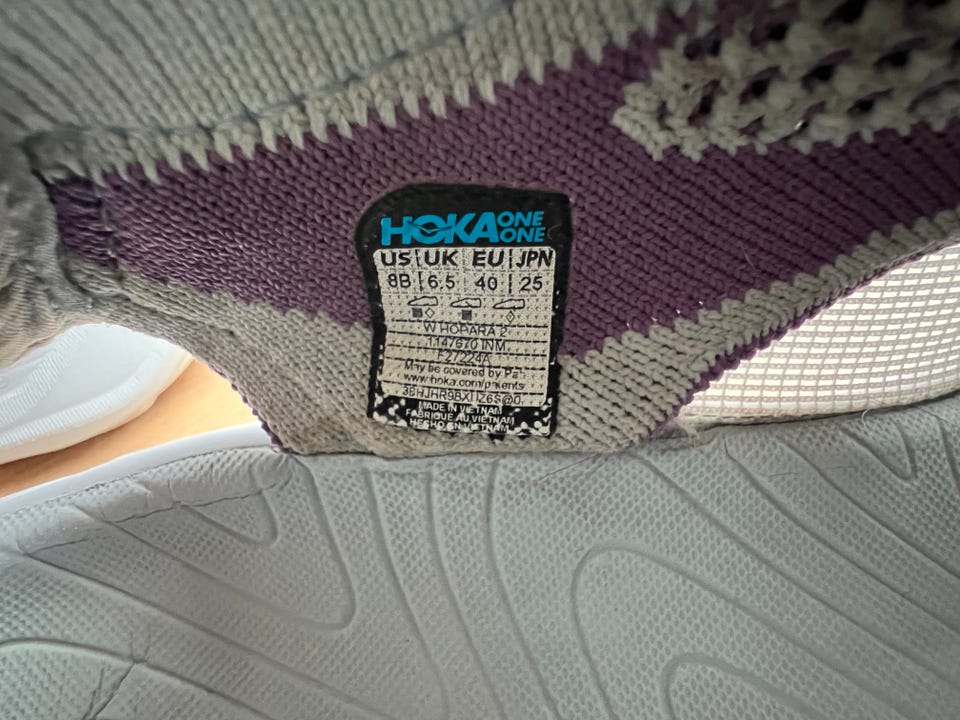 HOKA ONE ONE
US UK EU JPN
8B 6.5 40 25
W HOPARA 2
1147670 INM
F27224A
May be covered by Pa
www.hoka.com/patents
MADE IN VIETNAM
FABRIQUE AU VIETNAM
HECHO EN VIETNAM